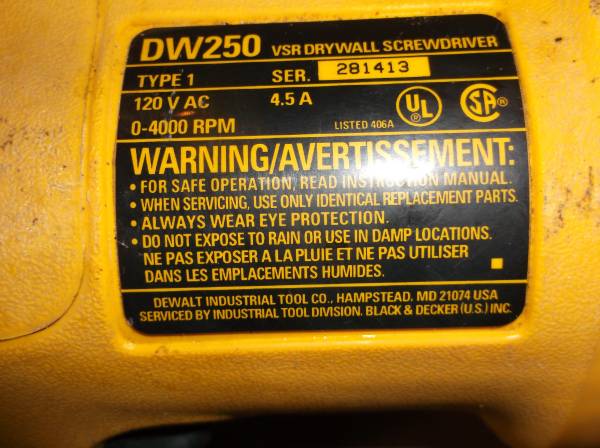 DW250 VSR DRYWALL SCREWDRIVER
TYPE 1 SER. 281413
120 V AC 4.5 A
0-4000 RPM LISTED 406A
UL ® SA ®
WARNING/AVERTISSEMENT:
• FOR SAFE OPERATION, READ INSTRUCTION MANUAL.
• WHEN SERVICING, USE ONLY IDENTICAL REPLACEMENT PARTS.
• ALWAYS WEAR EYE PROTECTION.
• DO NOT EXPOSE TO RAIN OR USE IN DAMP LOCATIONS.
NE PAS EXPOSER A LA PLUIE ET NE PAS UTILISER
DANS LES EMPLACEMENTS HUMIDES.
DEWALT INDUSTRIAL TOOL CO., HAMPSTEAD, MD 21074 USA
SERVICED BY INDUSTRIAL TOOL DIVISION. BLACK & DECKER (U.S.) INC.